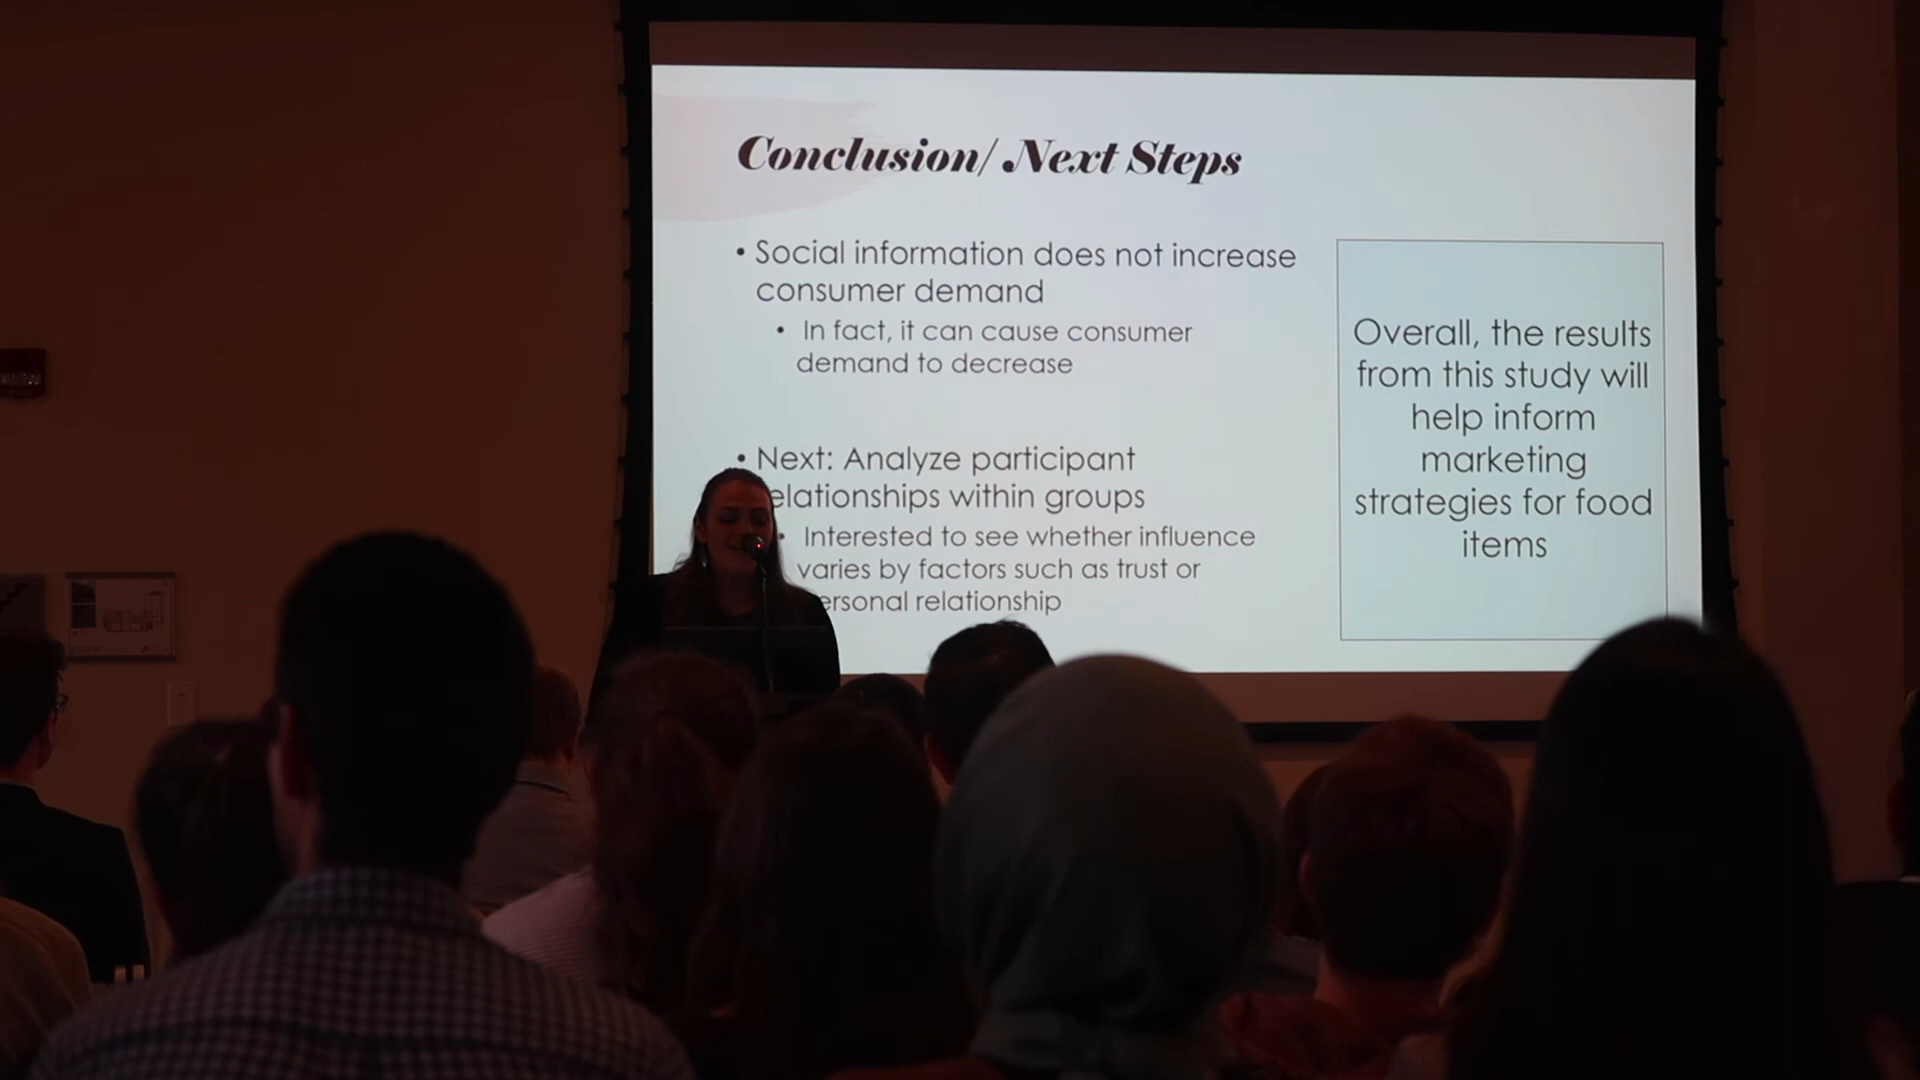 Conclusion/ Next Steps
• Social information does not increase
consumer demand
• In fact, it can cause consumer
demand to decrease
• Next: Analyze participant
elationships within groups
• Interested to see whether influence
varies by factors such as trust or
ersonal relationship
Overall, the results
from this study will
help inform
marketing
strategies for food
items